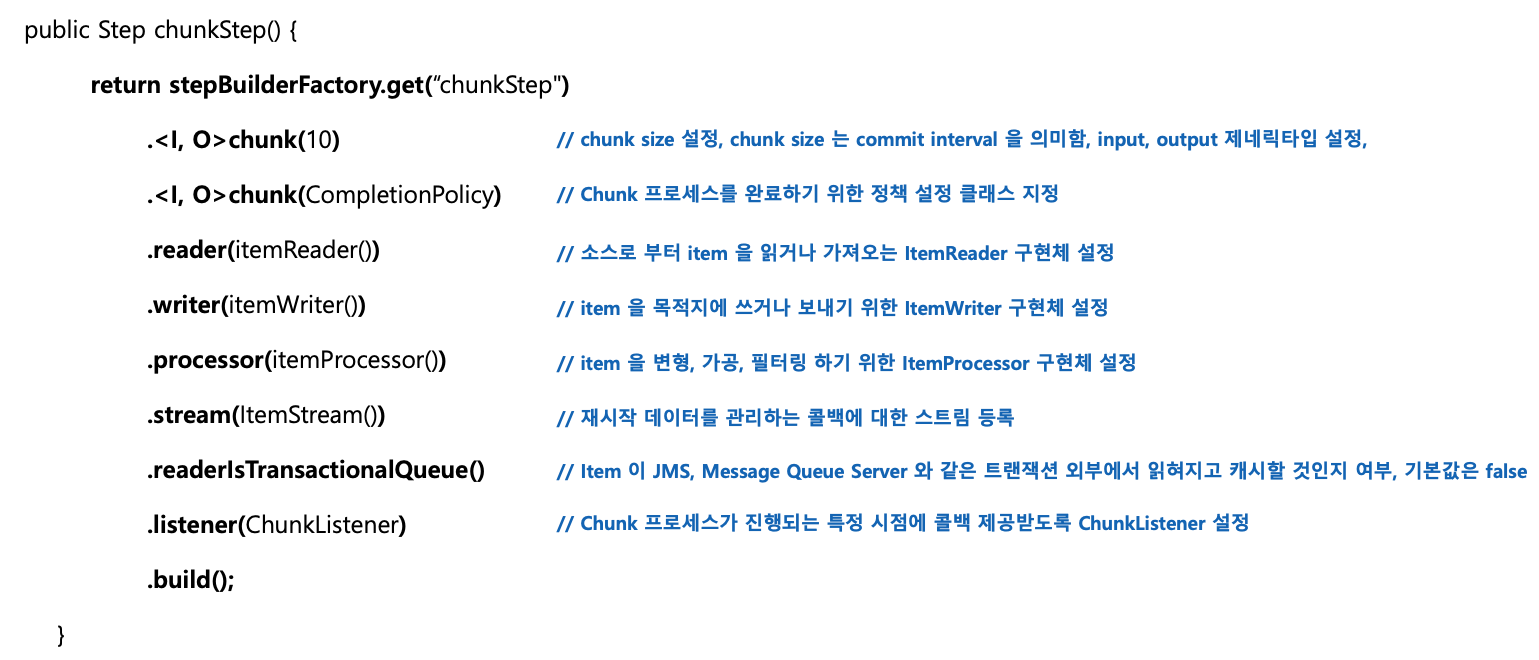 public Step chunkStep() {
return stepBuilderFactory.get(“chunkStep")
.<I, O>chunk(10) // chunk size 설정, chunk size 는 commit interval 을 의미함, input, output 제네릭타입 설정,
.<I, O>chunk(CompletionPolicy) // Chunk 프로세스를 완료하기 위한 정책 설정 클래스 지정
.reader(itemReader()) // 소스로 부터 item 을 읽거나 가져오는 ItemReader 구현체 설정
.writer(itemWriter()) // item 을 목적지에 쓰거나 보내기 위한 ItemWriter 구현체 설정
.processor(itemProcessor()) // item 을 변형, 가공, 필터링 하기 위한 ItemProcessor 구현체 설정
.stream(ItemStream()) // 재시작 데이터를 관리하는 콜백에 대한 스트림 등록
.readerIsTransactionalQueue() // Item 이 JMS, Message Queue Server 와 같은 트랜잭션 외부에서 읽혀지고 캐시할 것인지 여부, 기본값은 false
.listener(ChunkListener) // Chunk 프로세스가 진행되는 특정 시점에 콜백 제공받도록 ChunkListener 설정
.build();
}